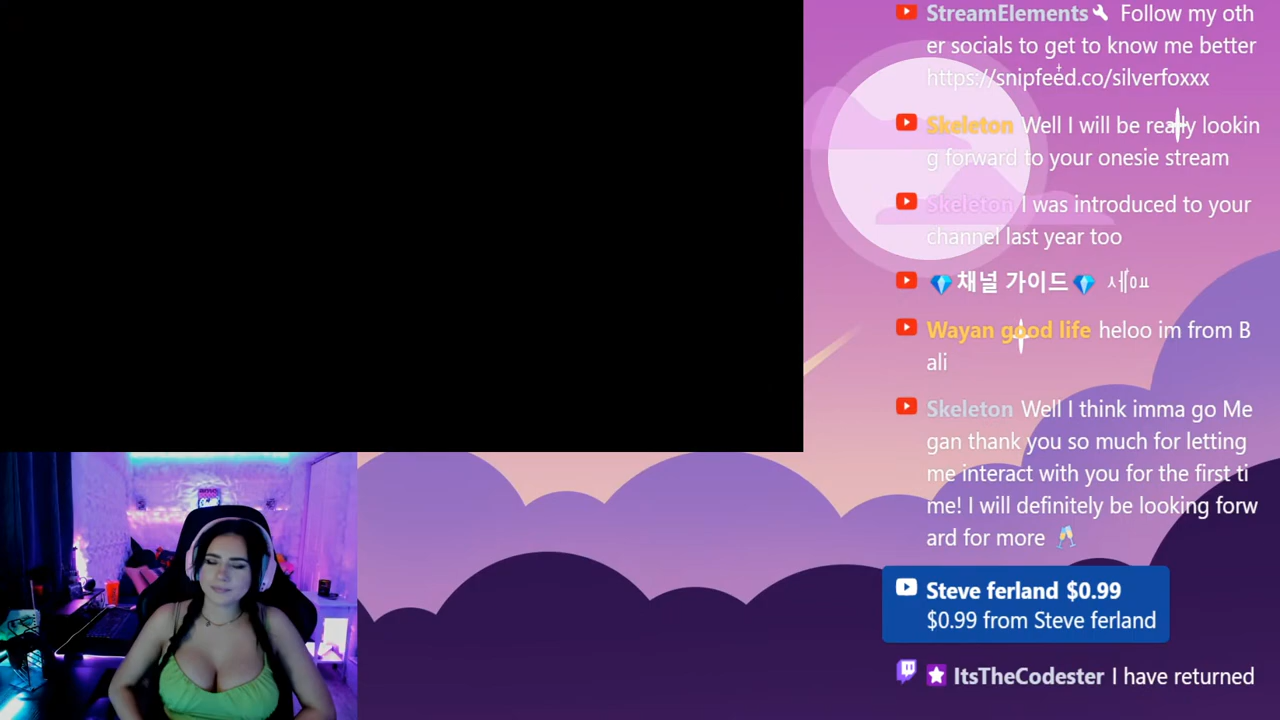 StreamElements Follow my oth
er socials to get to know me better
https://snipfeed.co/silverfoxxx
Skeleton Well I will be really lookin
g forward to your onesie stream
Skeleton I was introduced to your
channel last year too
💎채널 가이드💎 세요
Wayan good life heloo im from B
ali
Skeleton Well I think imma go Me
gan thank you so much for letting
me interact with you for the first ti
me! I will definitely be looking forw
ard for more 🥂
Steve ferland $0.99
$0.99 from Steve ferland
ItsTheCodester I have returned